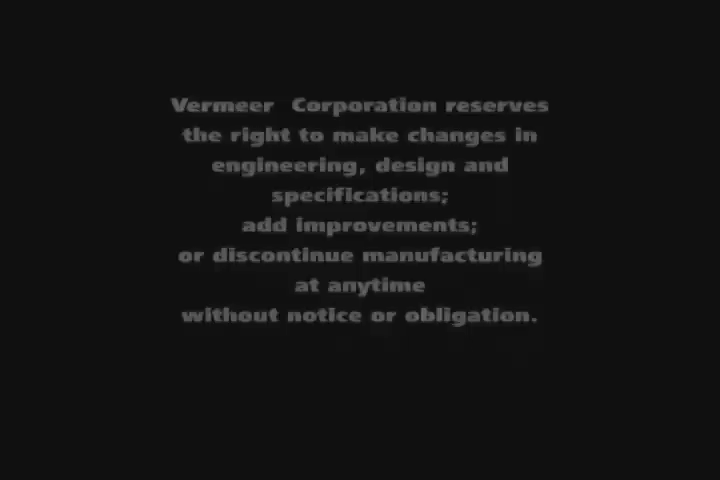 Vermeer Corporation reserves
the right to make changes in
engineering, design and
specifications;
add improvements;
or discontinue manufacturing
at anytime
without notice or obligation.